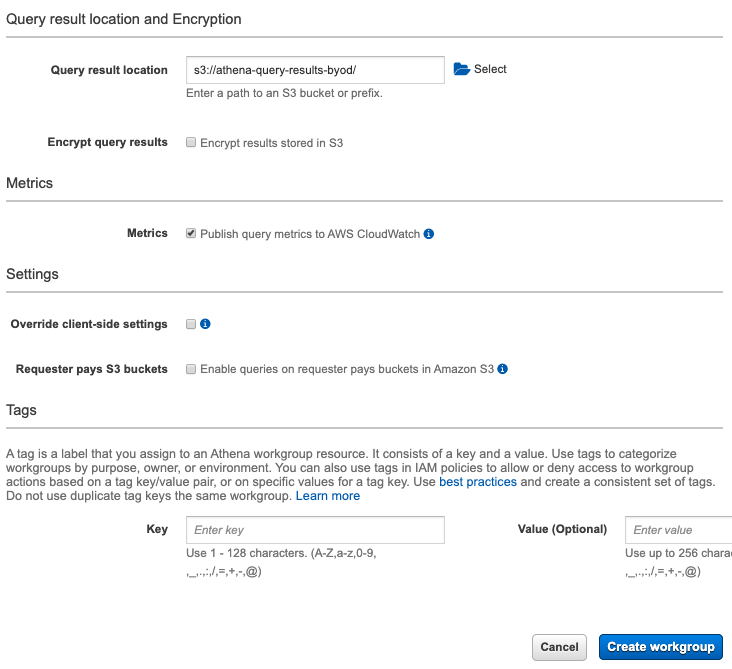 Query result location and Encryption
Query result location s3://athena-query-results-byod/ Select
Enter a path to an S3 bucket or prefix.
Encrypt query results Encrypt results stored in S3
Metrics
Metrics Publish query metrics to AWS CloudWatch
Settings
Override client-side settings
Requester pays S3 buckets Enable queries on requester pays buckets in Amazon S3
Tags
A tag is a label that you assign to an Athena workgroup resource. It consists of a key and a value. Use tags to categorize
workgroups by purpose, owner, or environment. You can also use tags in IAM policies to allow or deny access to workgroup
actions based on a tag key/value pair, or on specific values for a tag key. Use best practices and create a consistent set of tags.
Do not use duplicate tag keys the same workgroup. Learn more
Key Enter key Value (Optional) Enter value
Use 1 - 128 characters. (A-Z,a-z,0-9, Use up to 256 chara
,_,.,:,/,=,+,-,@) ,_,.,:,/,=,+,-,@)
Cancel Create workgroup